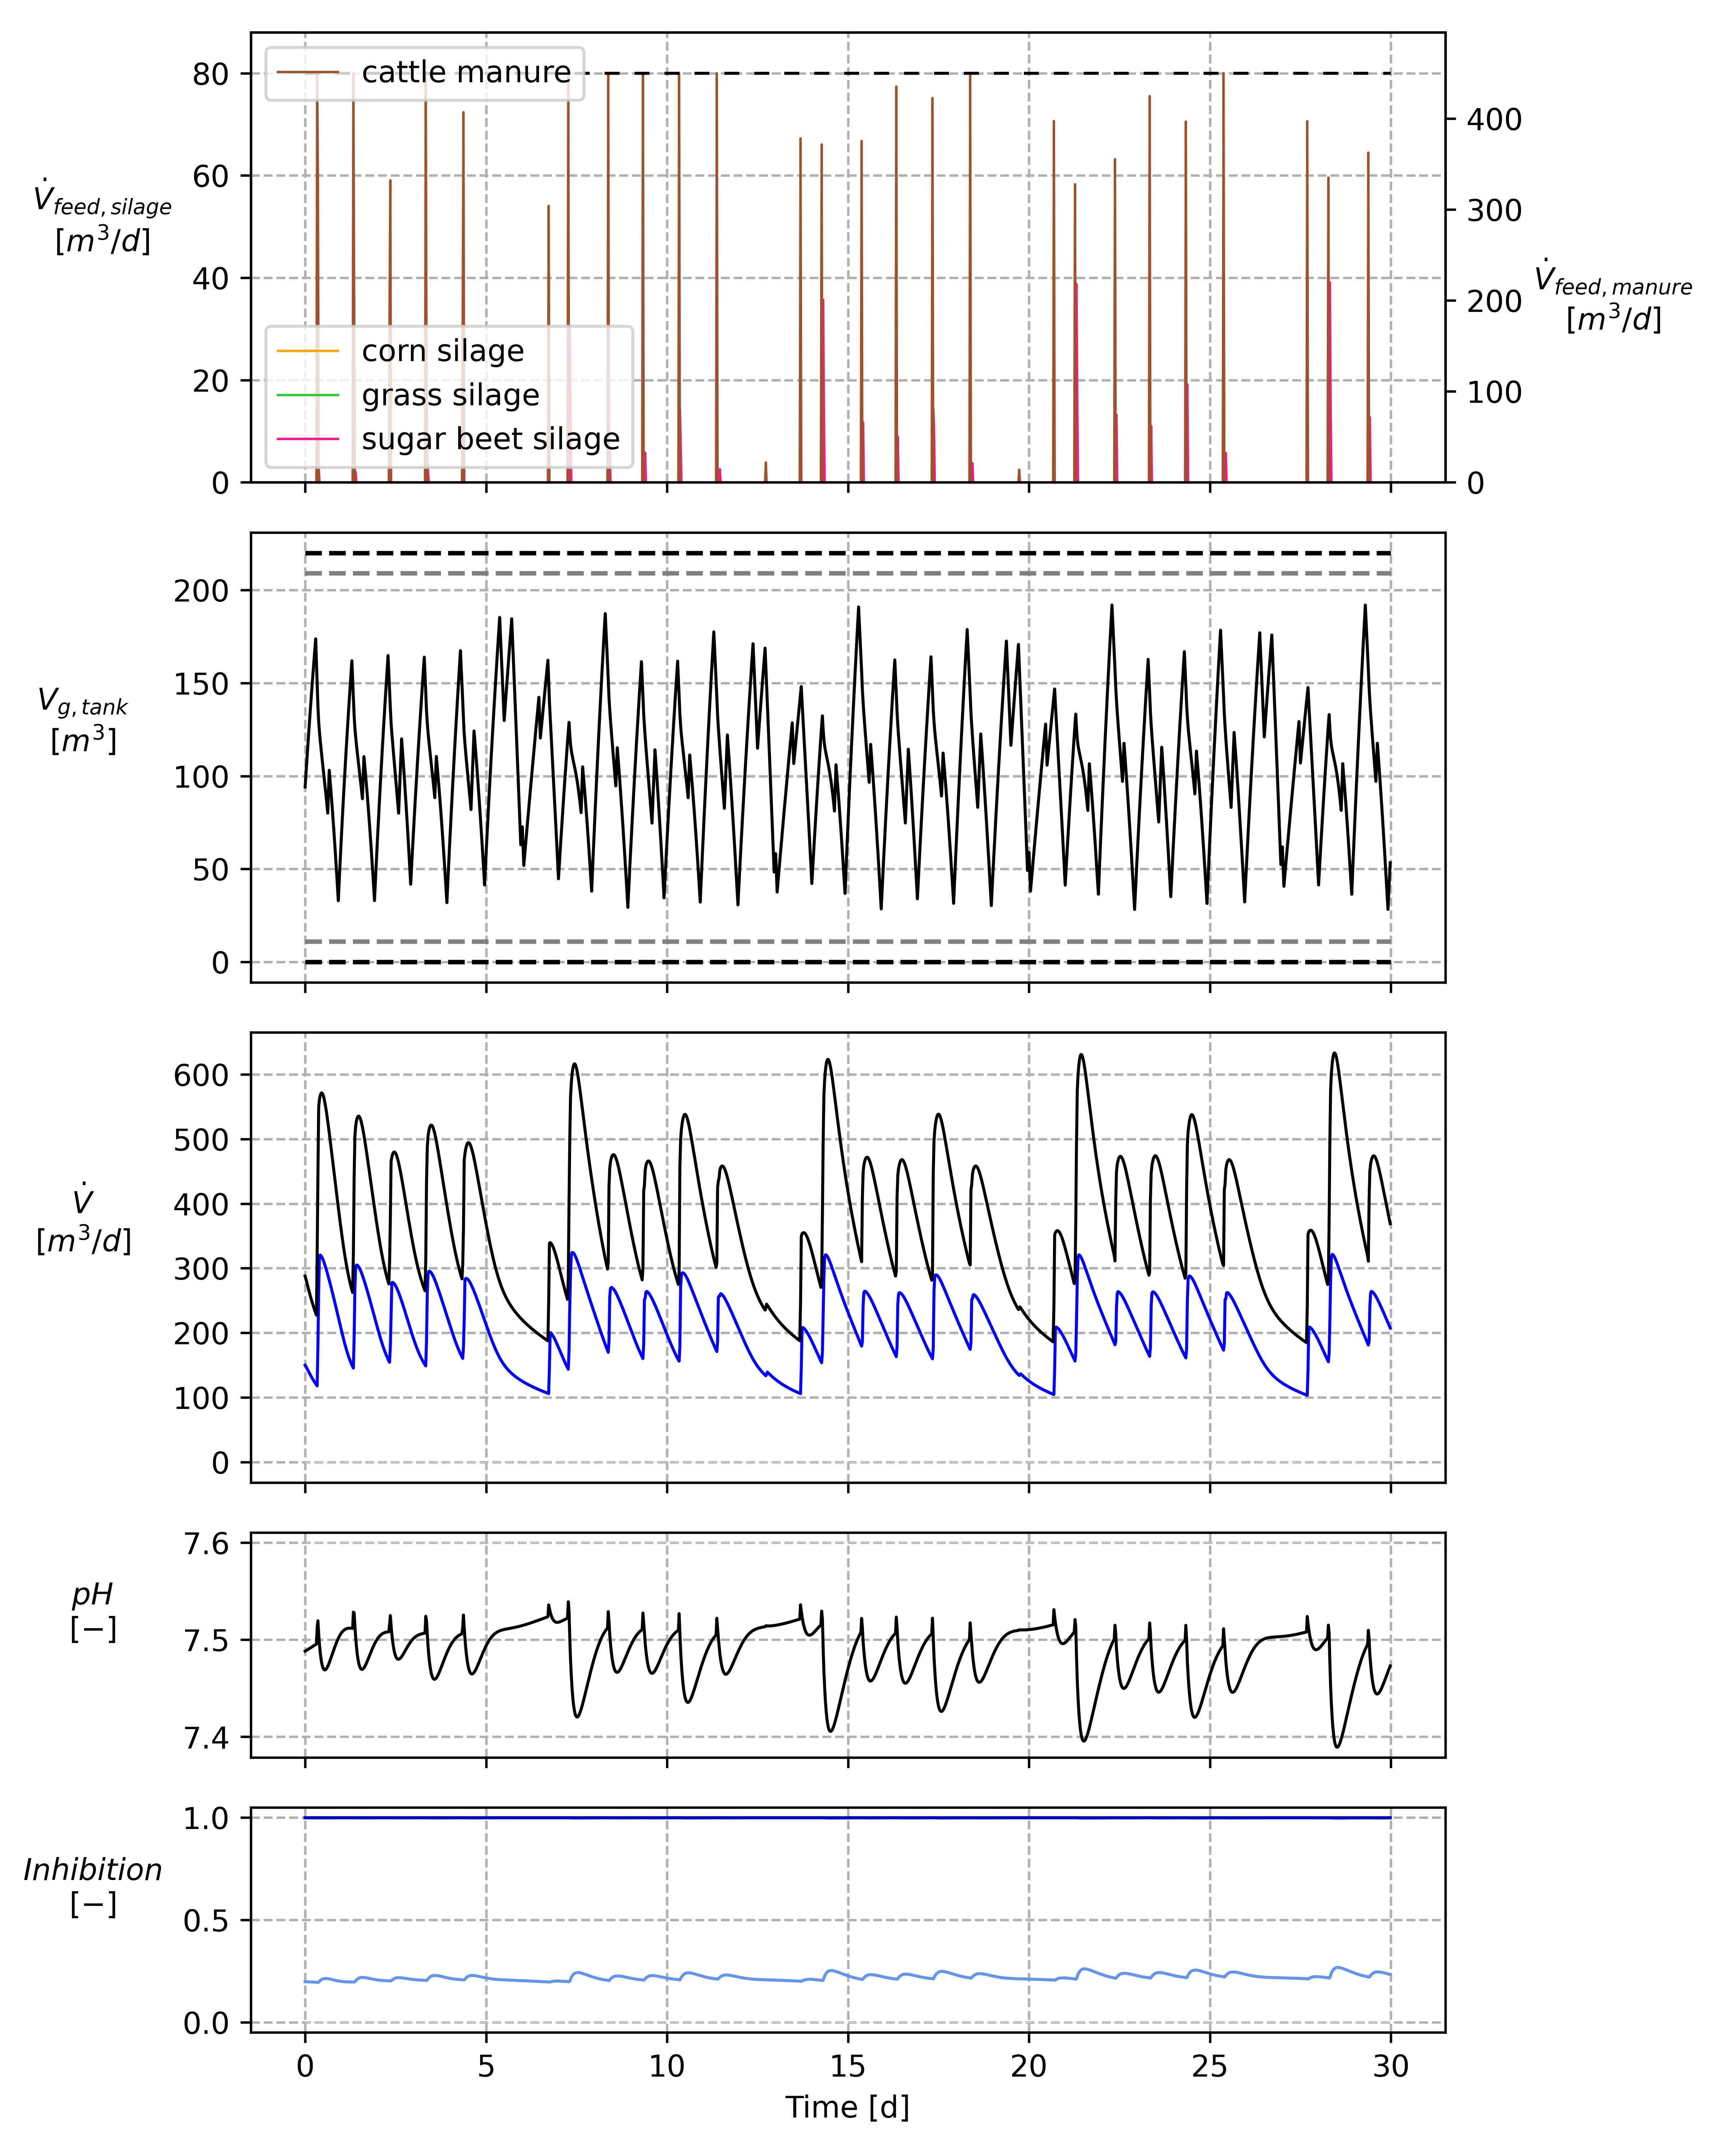 cattle manure
80
60
40
20
0
400
300
200
100
0
V̇feed, silage
[m³/d]
V̇feed, manure
[m³/d]
corn silage
grass silage
sugar beet silage
200
150
100
50
0
Vg, tank
[m³]
600
500
400
300
200
100
0
V̇
[m³/d]
7.6
7.5
7.4
pH
[−]
1.0
0.5
0.0
Inhibition
[−]
0 5 10 15 20 25 30
Time [d]